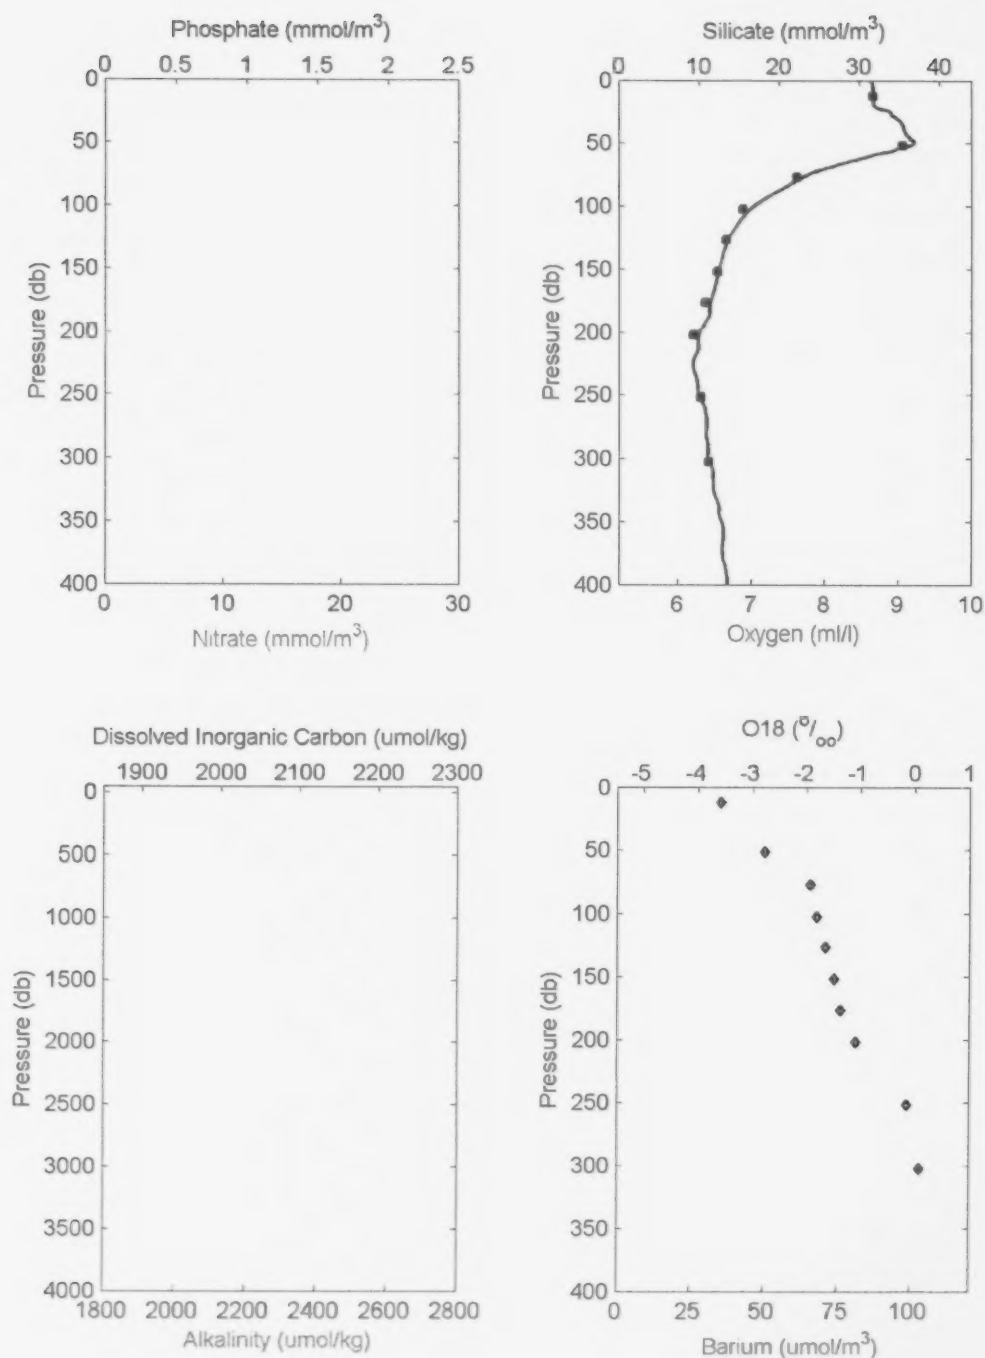 Phosphate (mmol/m³)
0 0.5 1 1.5 2 2.5
0
50
100
150
200
250
300
350
400
Pressure (db)
0 10 20 30
Nitrate (mmol/m³)
Silicate (mmol/m³)
0 10 20 30 40
0
50
100
150
200
250
300
350
400
Pressure (db)
6 7 8 9 10
Oxygen (ml/l)
Dissolved Inorganic Carbon (umol/kg)
1900 2000 2100 2200 2300
0
500
1000
1500
2000
2500
3000
3500
4000
Pressure (db)
1800 2000 2200 2400 2600 2800
Alkalinity (umol/kg)
O18 (⁰/₀₀)
-5 -4 -3 -2 -1 0 1
0
50
100
150
200
250
300
350
400
Pressure (db)
0 25 50 75 100
Barium (umol/m³)